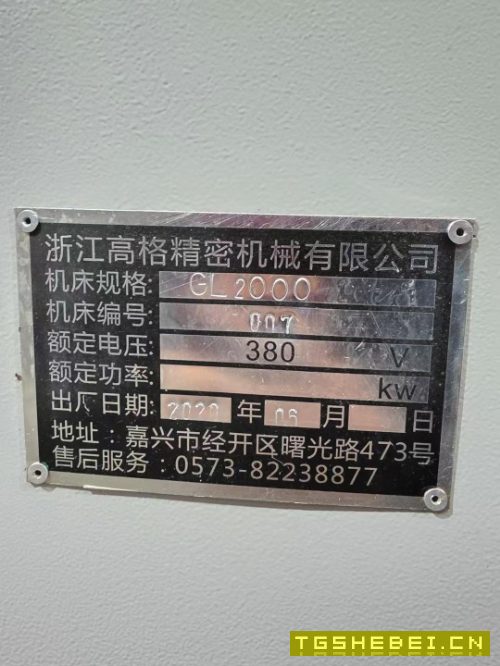 浙江高格精密机械有限公司
机床规格: GL2000
机床编号: 007
额定电压: 380 V
额定功率: kw
出厂日期: 2020 年 06 月 日
地址：嘉兴市经开区曙光路473号
售后服务：0573-82238877
TGSHEBEI.CN